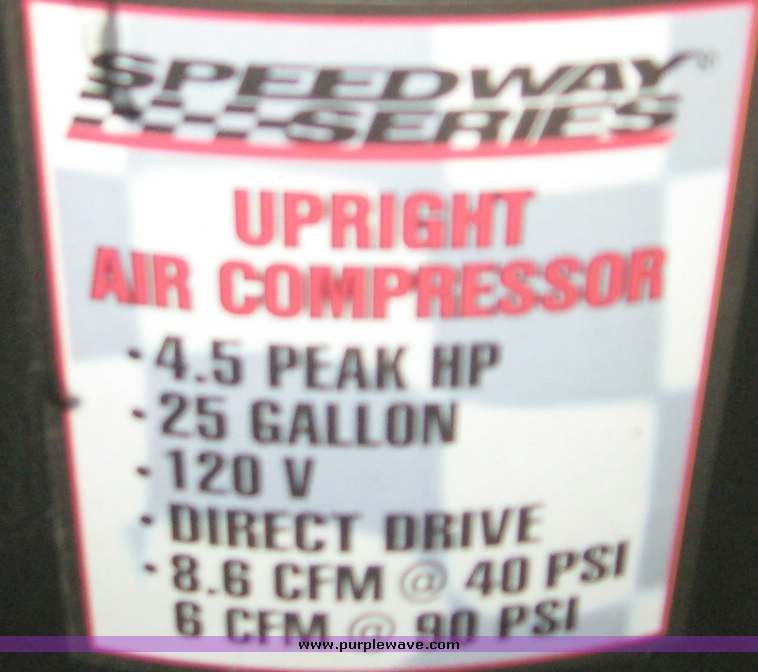 SPEEDWAY®
SERIES
UPRIGHT
AIR COMPRESSOR
• 4.5 PEAK HP
• 25 GALLON
• 120 V
• DIRECT DRIVE
• 8.6 CFM @ 40 PSI
6 CFM @ 90 PSI
www.purplewave.com